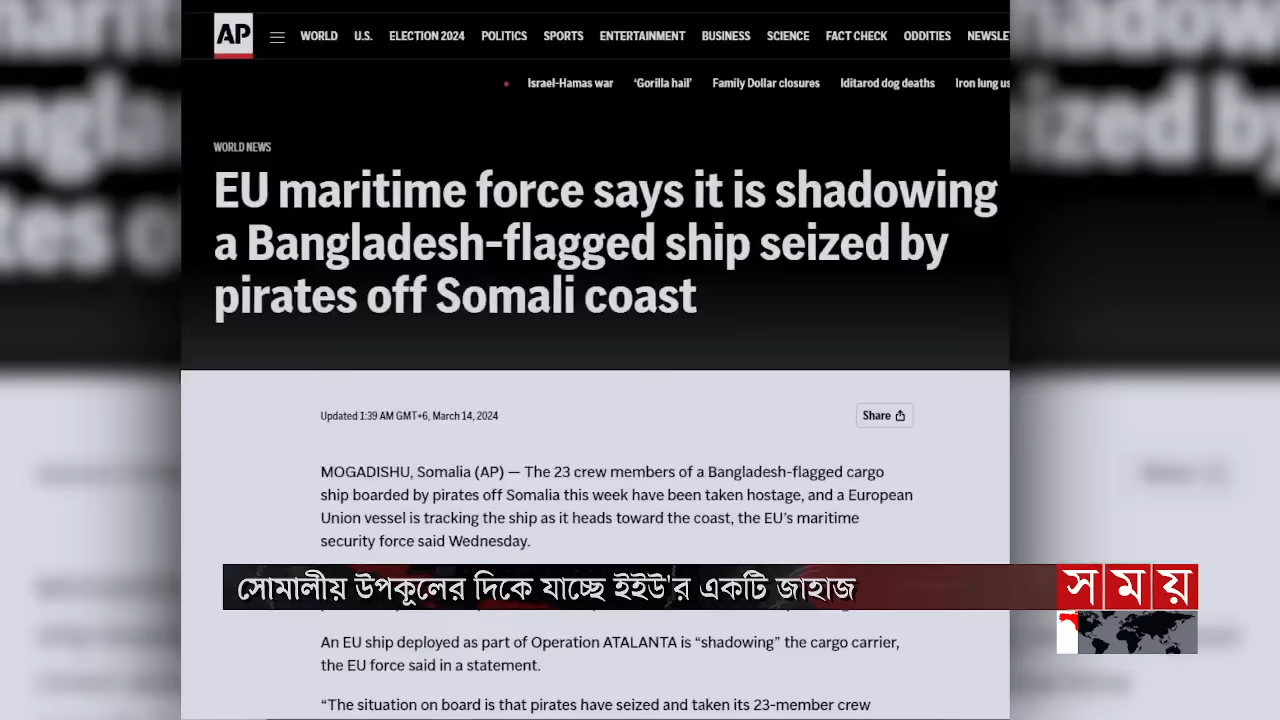 AP
WORLD U.S. ELECTION 2024 POLITICS SPORTS ENTERTAINMENT BUSINESS SCIENCE FACT CHECK ODDITIES
Israel-Hamas war 'Gorilla hail' Family Dollar closures Iditarod dog deaths Iron lung
WORLD NEWS
EU maritime force says it is shadowing
a Bangladesh-flagged ship seized by
pirates off Somali coast
Updated 1:39 AM GMT+6, March 14, 2024
Share
MOGADISHU, Somalia (AP) — The 23 crew members of a Bangladesh-flagged cargo
ship boarded by pirates off Somalia this week have been taken hostage, and a European
Union vessel is tracking the ship as it heads toward the coast, the EU's maritime
security force said Wednesday.
সোমালীয় উপকূলের দিকে যাচ্ছে ইইউ'র একটি জাহাজ
সময়
An EU ship deployed as part of Operation ATALANTA is “shadowing” the cargo carrier,
the EU force said in a statement.
“The situation on board is that pirates have seized and taken its 23-member crew